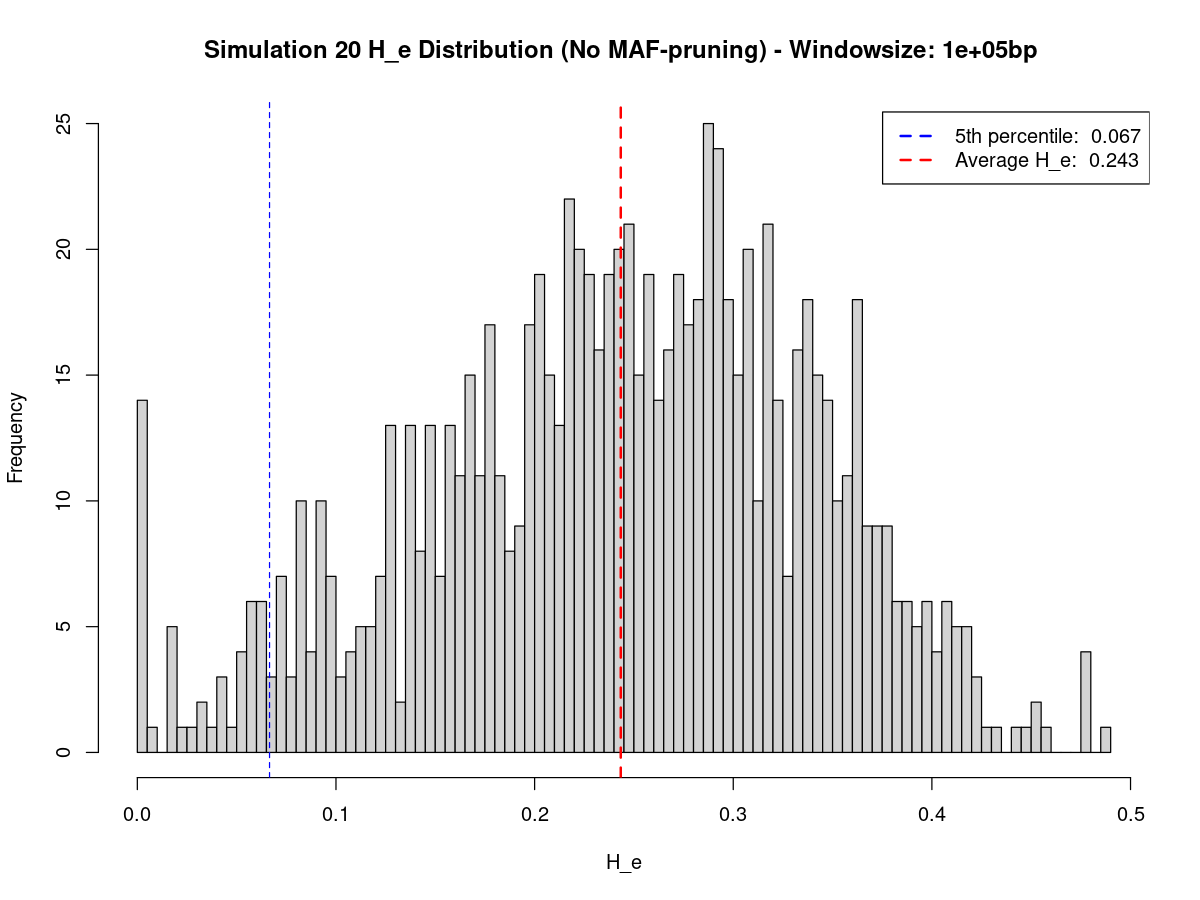 Simulation 20 H_e Distribution (No MAF-pruning) - Windowsize: 1e+05bp
5th percentile: 0.067
Average H_e: 0.243
Frequency
25
20
15
10
5
0
0.0 0.1 0.2 0.3 0.4 0.5
H_e